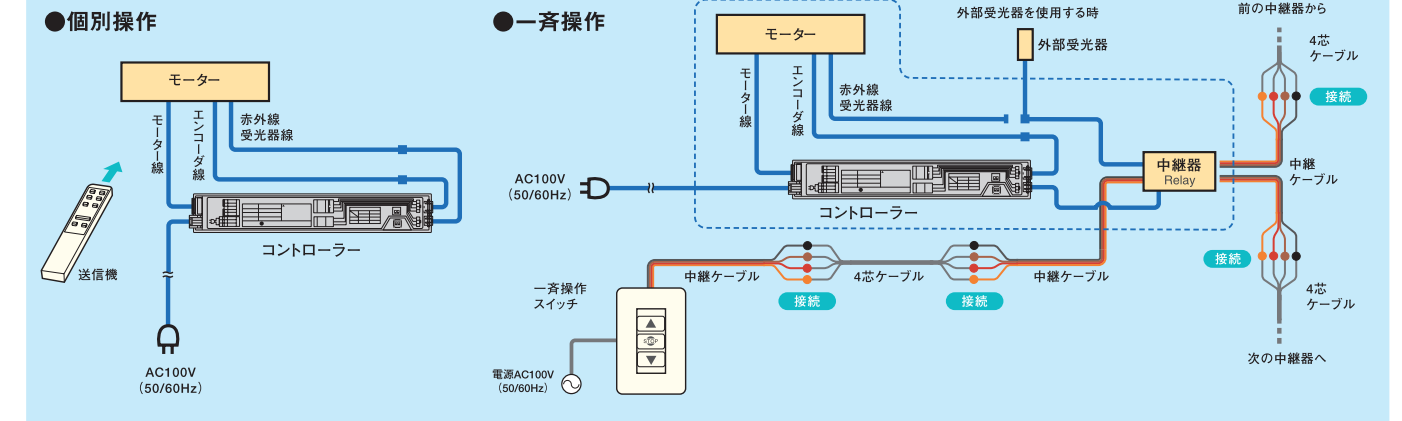 ●個別操作
モーター
モーター線
エンコーダ線
赤外線
受光器線
コントローラー
送信機
AC100V
(50/60Hz)
●一斉操作
モーター
モーター線
エンコーダ線
赤外線
受光器線
外部受光器を使用する時
外部受光器
AC100V
(50/60Hz)
コントローラー
中継器
Relay
前の中継器から
4芯
ケーブル
接続
中継
ケーブル
接続
4芯
ケーブル
次の中継器へ
中継ケーブル
4芯ケーブル
中継ケーブル
接続
接続
一斉操作
スイッチ
STOP
電源AC100V
(50/60Hz)